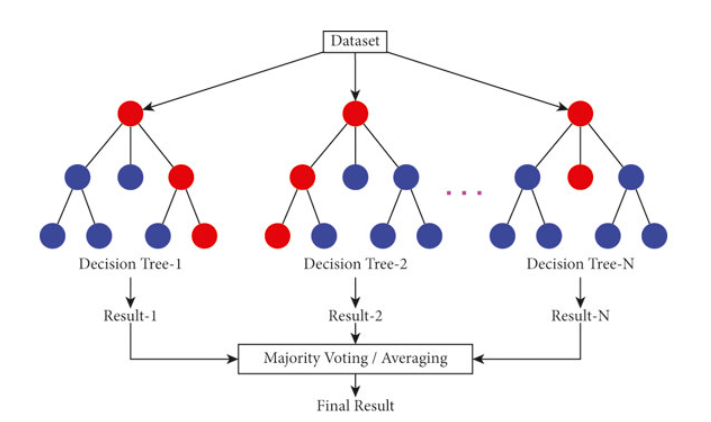 Dataset
. . .
Decision Tree-1
Decision Tree-2
Decision Tree-N
Result-1
Result-2
Result-N
Majority Voting / Averaging
Final Result